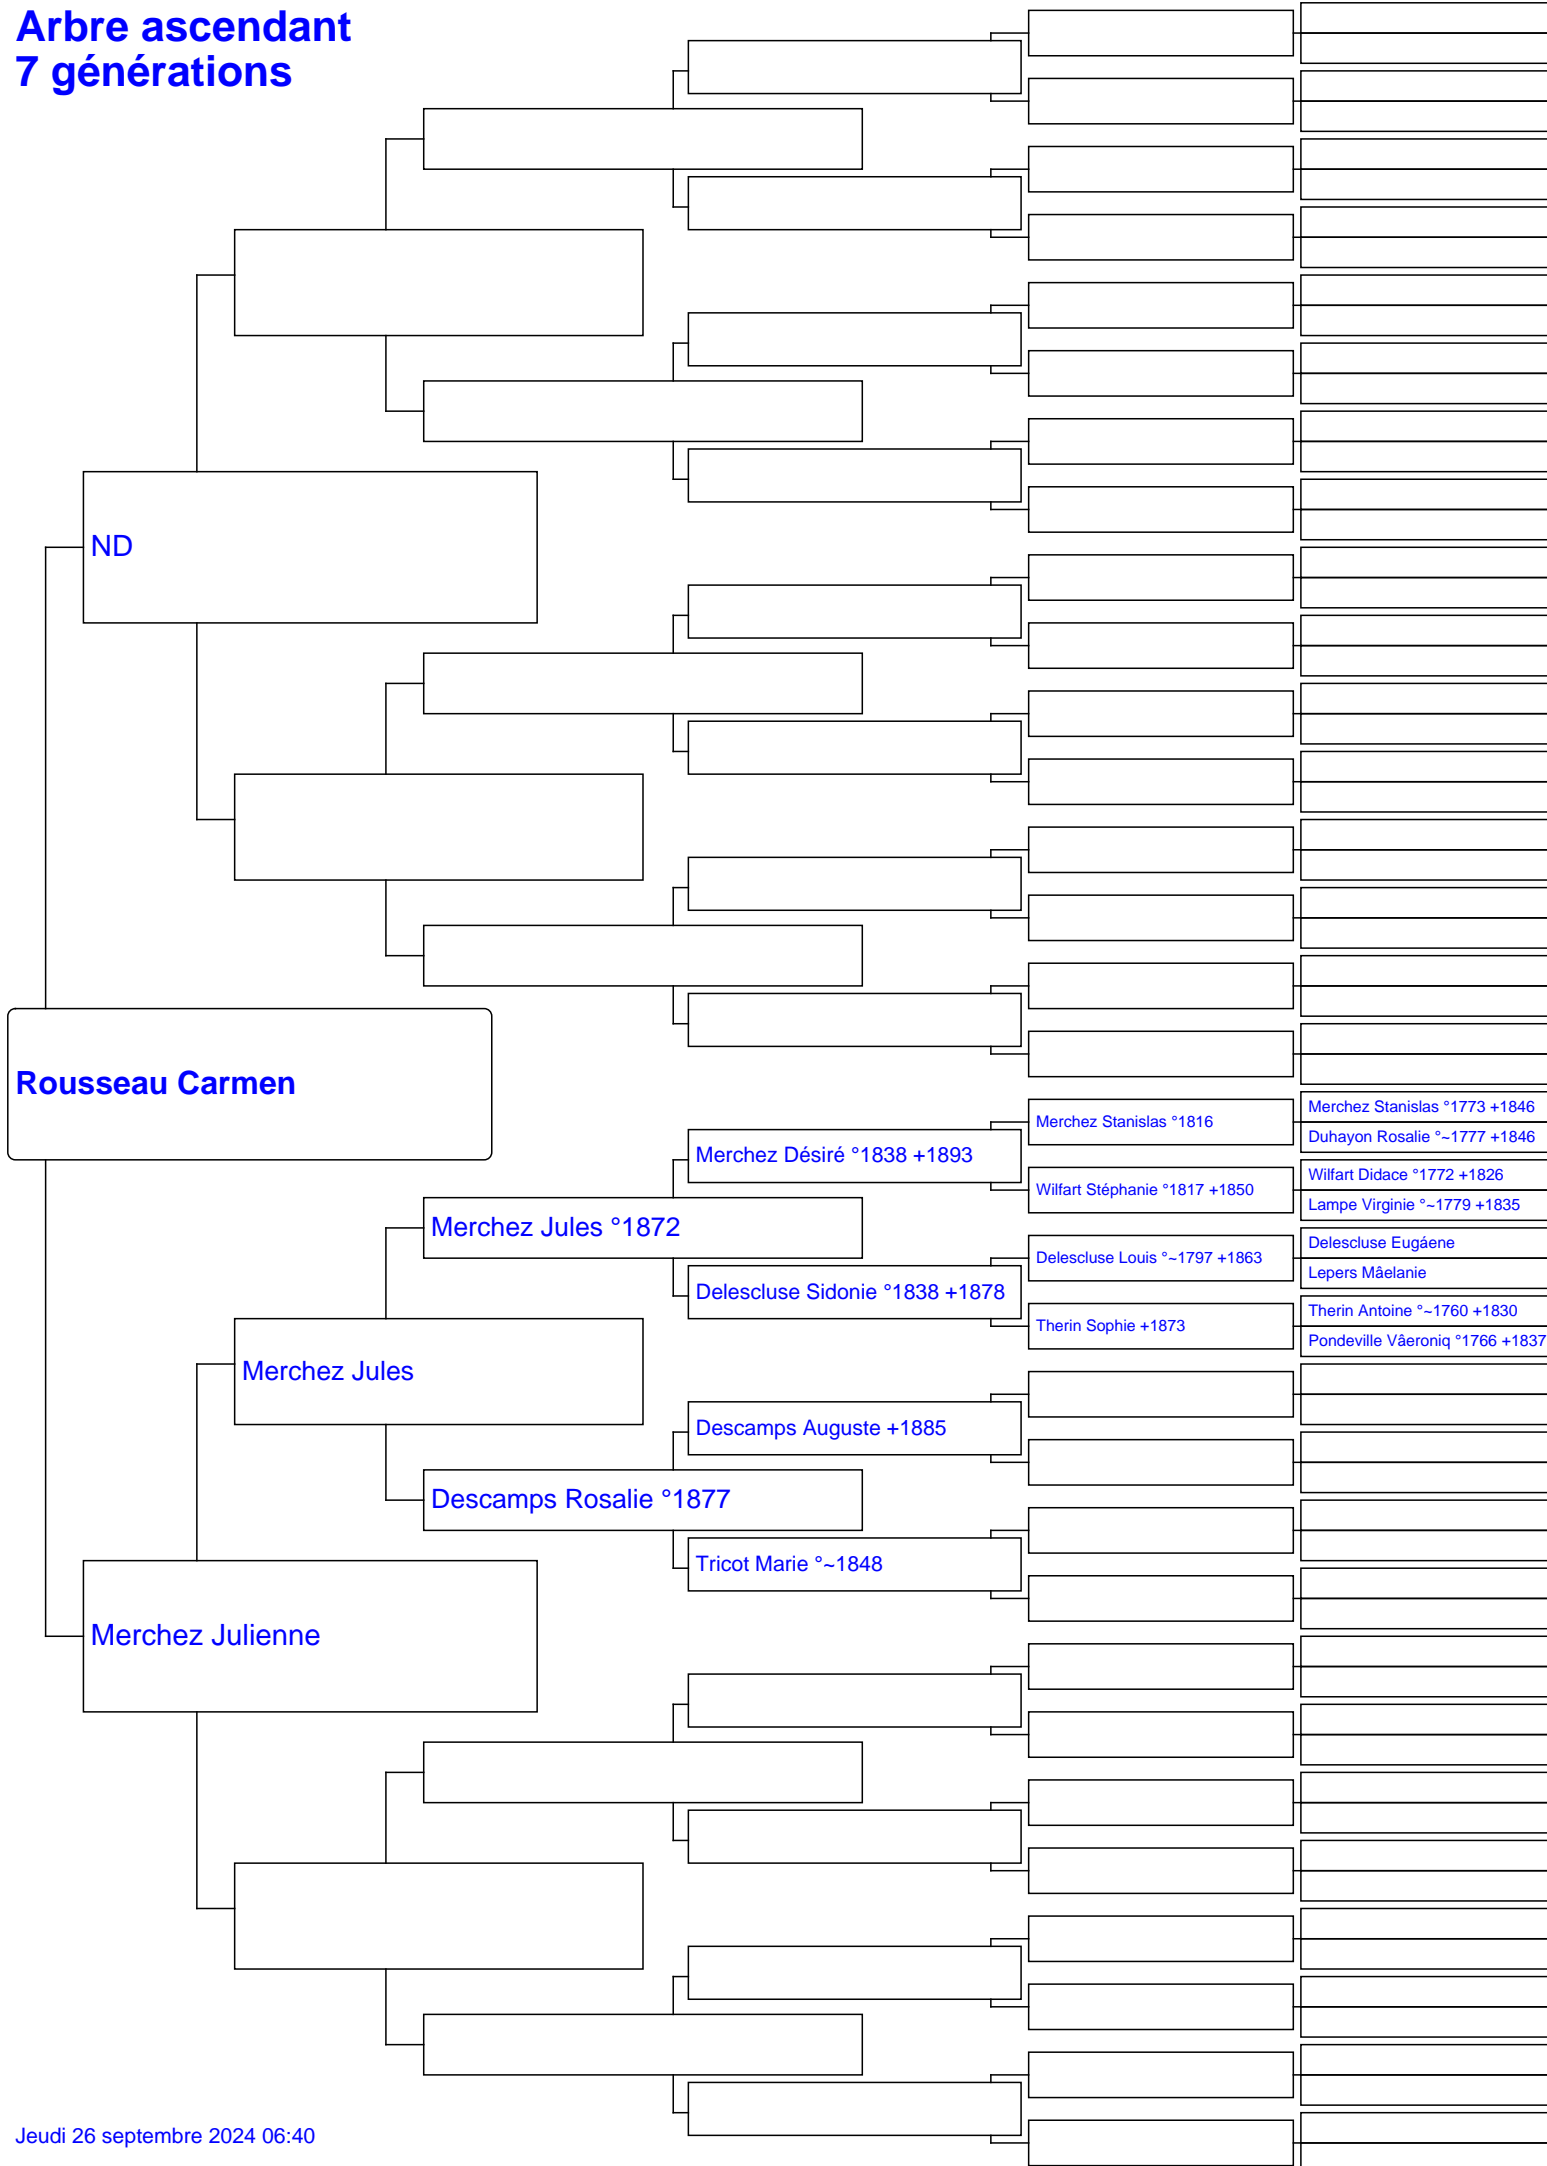 Arbre ascendant
7 générations
ND
Rousseau Carmen
Merchez Stanislas °1773 +1846
Merchez Stanislas °1816
Duhayon Rosalie °~1777 +1846
Merchez Désiré °1838 +1893
Wilfart Didace °1772 +1826
Wilfart Stéphanie °1817 +1850
Lampe Virginie °~1779 +1835
Merchez Jules °1872
Delescluse Eugáene
Delescluse Louis °~1797 +1863
Lepers Mâelanie
Delescluse Sidonie °1838 +1878
Therin Antoine °~1760 +1830
Therin Sophie +1873
Pondeville Vâeroniq °1766 +1837
Merchez Jules
Descamps Auguste +1885
Descamps Rosalie °1877
Tricot Marie °~1848
Merchez Julienne
Jeudi 26 septembre 2024 06:40